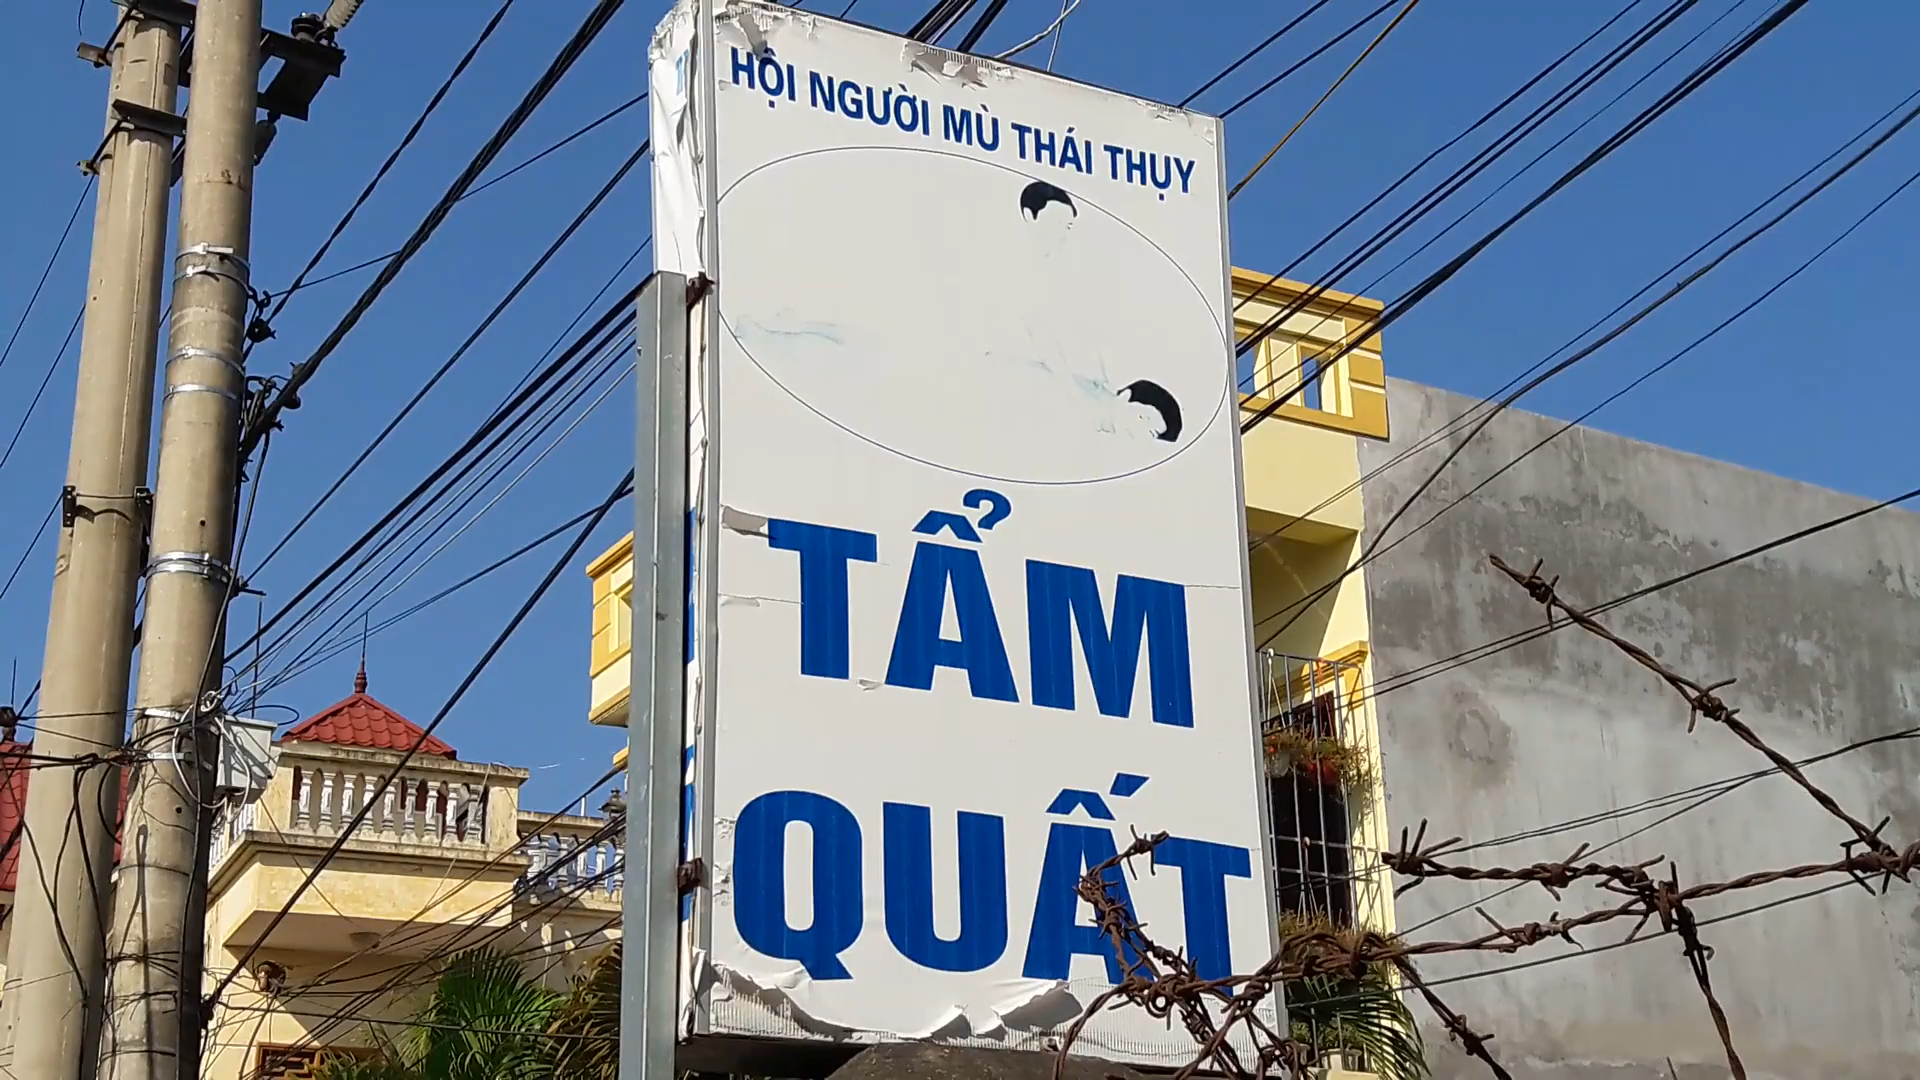 HỘI NGƯỜI MÙ THÁI THỤY
TẨM
QUẤT